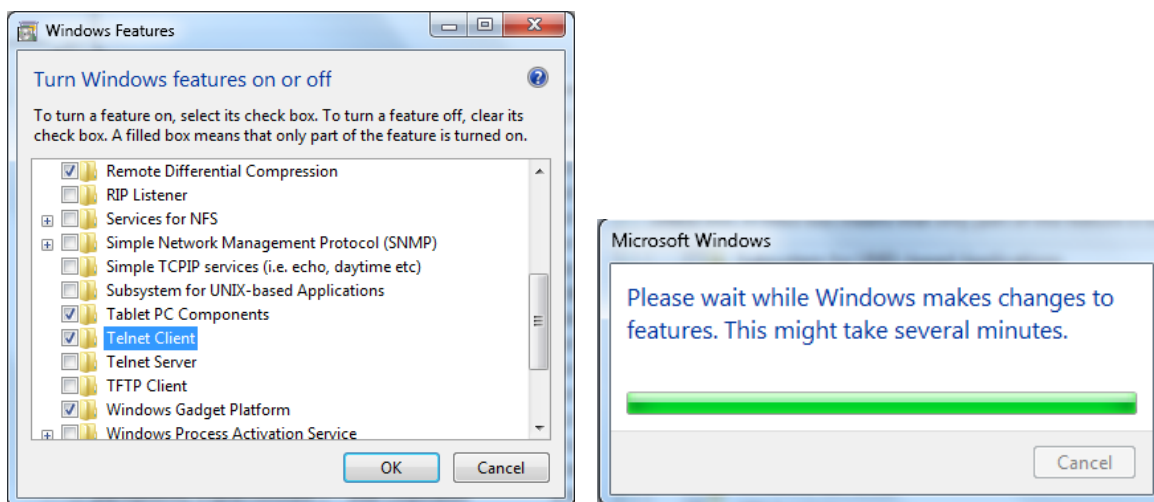 Windows Features
Turn Windows features on or off
To turn a feature on, select its check box. To turn a feature off, clear its
check box. A filled box means that only part of the feature is turned on.
Remote Differential Compression
RIP Listener
Services for NFS
Simple Network Management Protocol (SNMP)
Simple TCPIP services (i.e. echo, daytime etc)
Subsystem for UNIX-based Applications
Tablet PC Components
Telnet Client
Telnet Server
TFTP Client
Windows Gadget Platform
Windows Process Activation Service
OK Cancel
Microsoft Windows
Please wait while Windows makes changes to
features. This might take several minutes.
Cancel